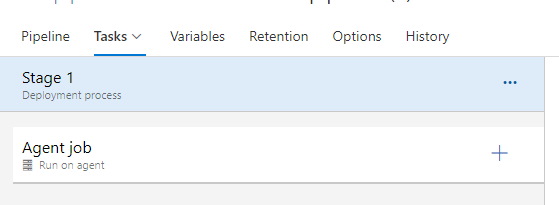 Pipeline Tasks Variables Retention Options History
Stage 1
Deployment process
Agent job
Run on agent